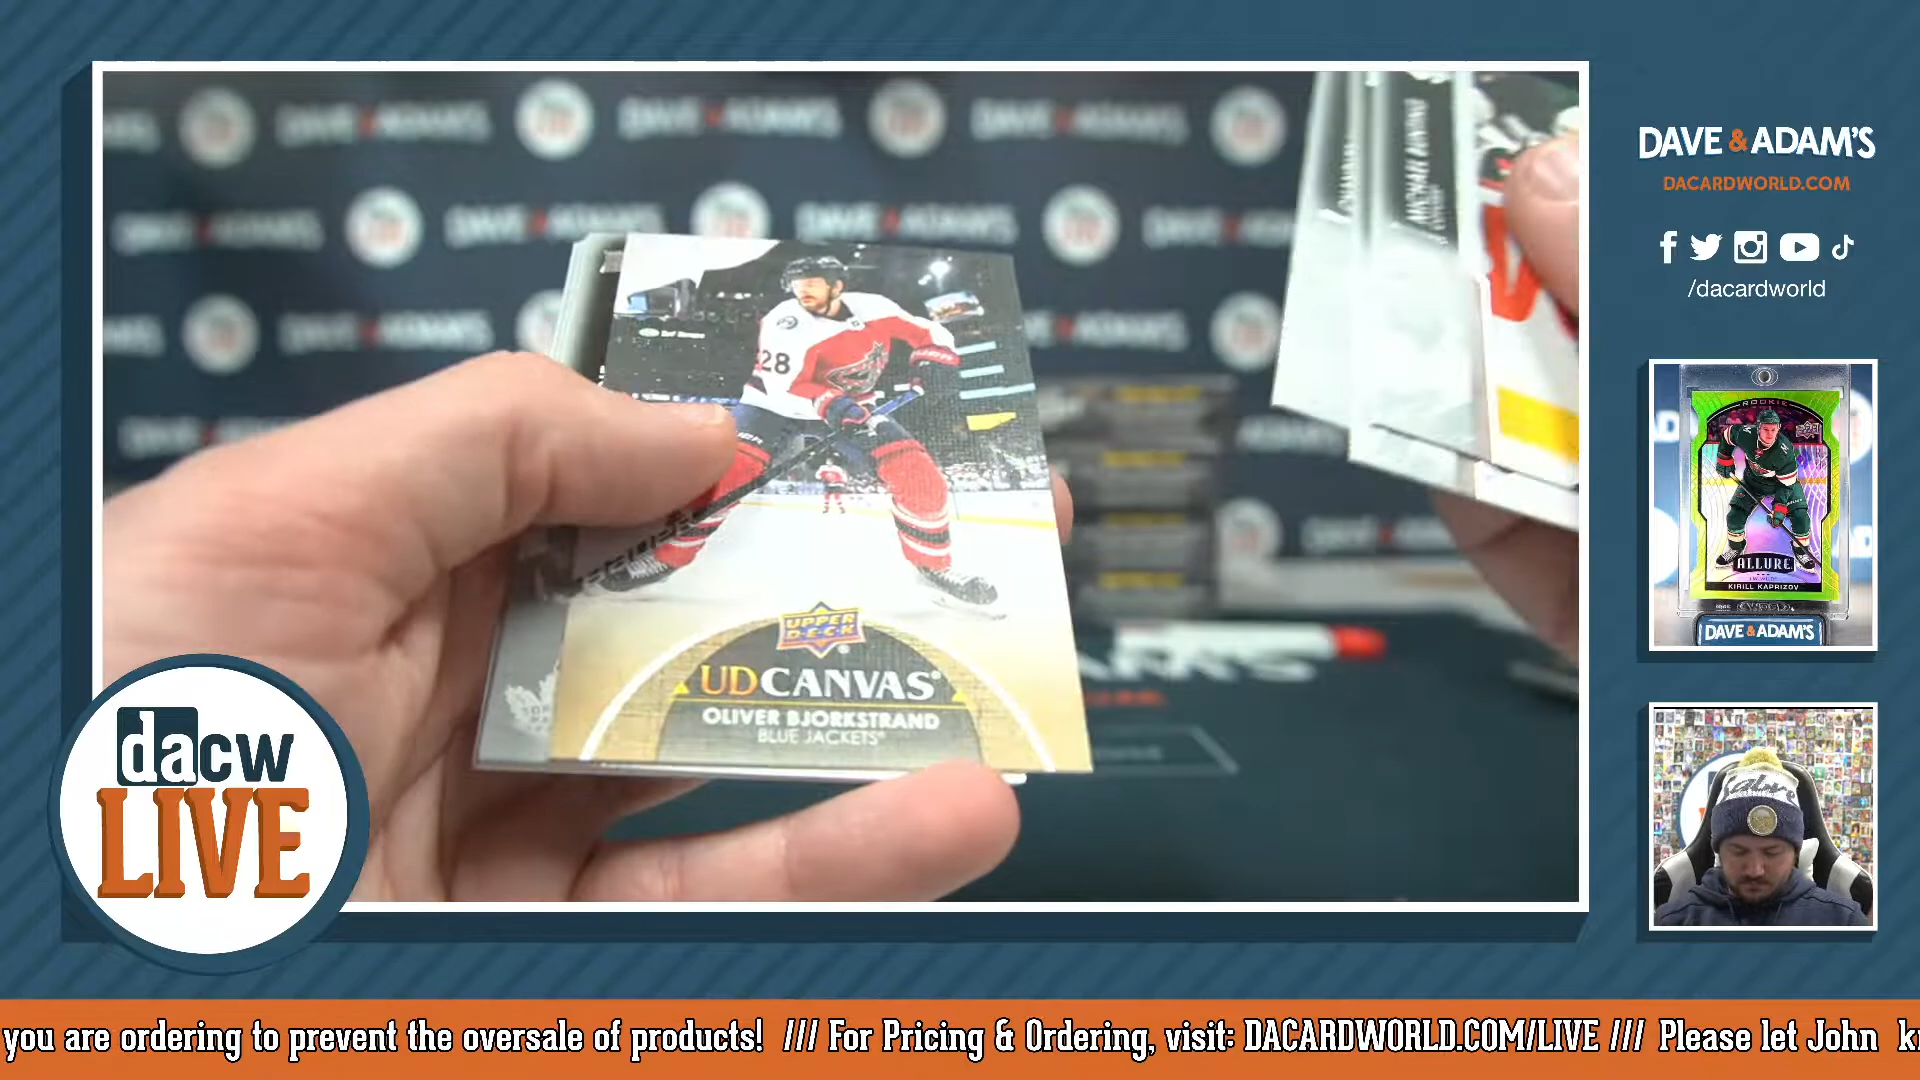 DAVE & ADAM'S
DACARDWORLD.COM
/dacardworld
MICHAEL BUNTING
28
UPPER
DECK
UD CANVAS
OLIVER BJORKSTRAND
BLUE JACKETS
ROOKIE
ALLURE
KIRILL KAPRIZOV
DAVE & ADAM'S
dacw
LIVE
you are ordering to prevent the oversale of products! /// For Pricing & Ordering, visit: DACARDWORLD.COM/LIVE /// Please let John